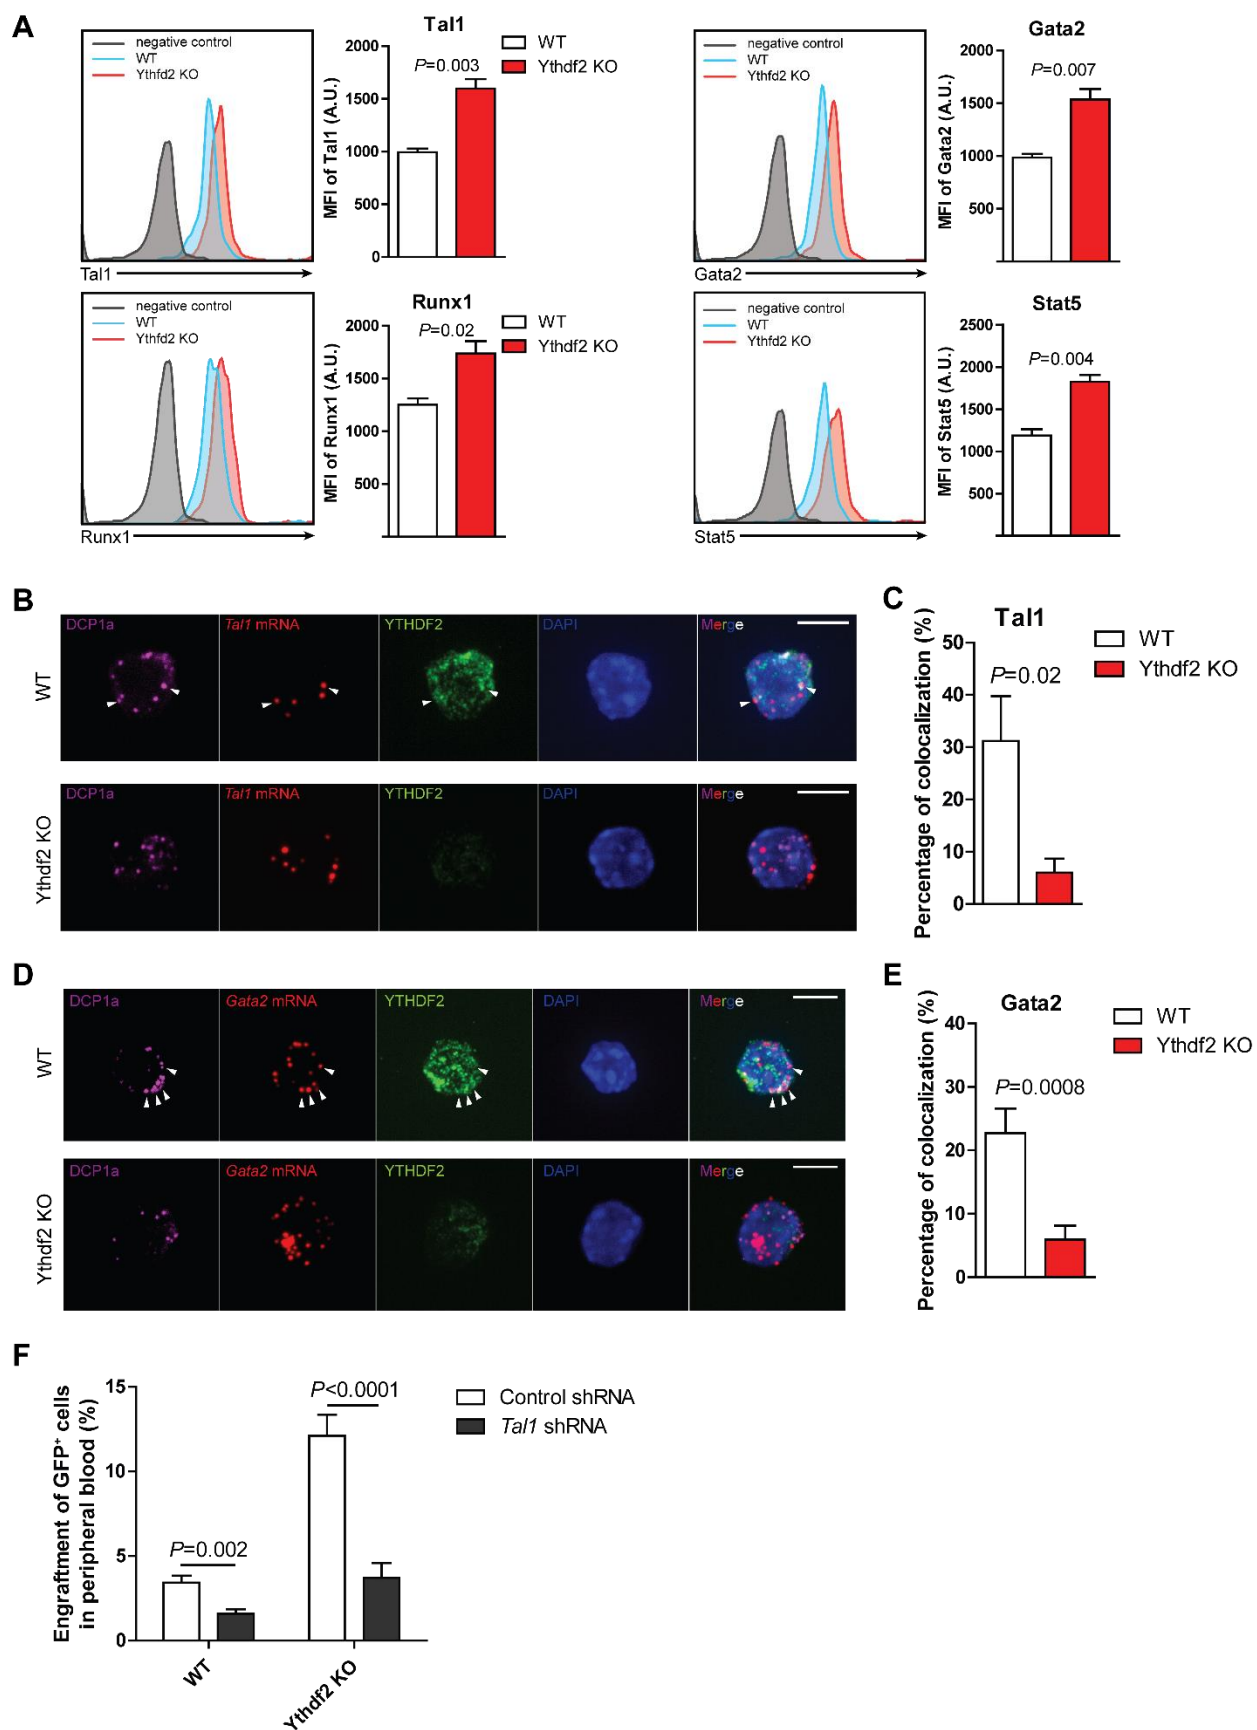 A
negative control
WT
Ythfd2 KO
Tal1
Tal1
MFI of Tal1 (A.U.)
2000
1500
1000
500
0
P=0.003
WT
Ythdf2 KO
negative control
WT
Ythfd2 KO
Gata2
Gata2
MFI of Gata2 (A.U.)
2000
1500
1000
500
P=0.007
negative control
WT
Ythfd2 KO
Runx1
Runx1
MFI of Runx1 (A.U.)
2000
1500
1000
500
P=0.02
WT
Ythdf2 KO
negative control
WT
Ythfd2 KO
Stat5
Stat5
MFI of Stat5 (A.U.)
2500
2000
1500
1000
500
P=0.004
B
WT
DCP1a
Tal1 mRNA
YTHDF2
DAPI
Merge
Ythdf2 KO
DCP1a
Tal1 mRNA
YTHDF2
DAPI
Merge
C
Tal1
Percentage of colocalization (%)
50
40
30
20
10
0
P=0.02
WT
Ythdf2 KO
D
WT
DCP1a
Gata2 mRNA
YTHDF2
DAPI
Merge
Ythdf2 KO
DCP1a
Gata2 mRNA
YTHDF2
DAPI
Merge
E
Gata2
Percentage of colocalization (%)
40
30
20
10
0
P=0.0008
WT
Ythdf2 KO
F
Engraftment of GFP⁺ cells
in peripheral blood (%)
15
10
5
0
P=0.002
P<0.0001
Control shRNA
Tal1 shRNA
WT
Ythdf2 KO